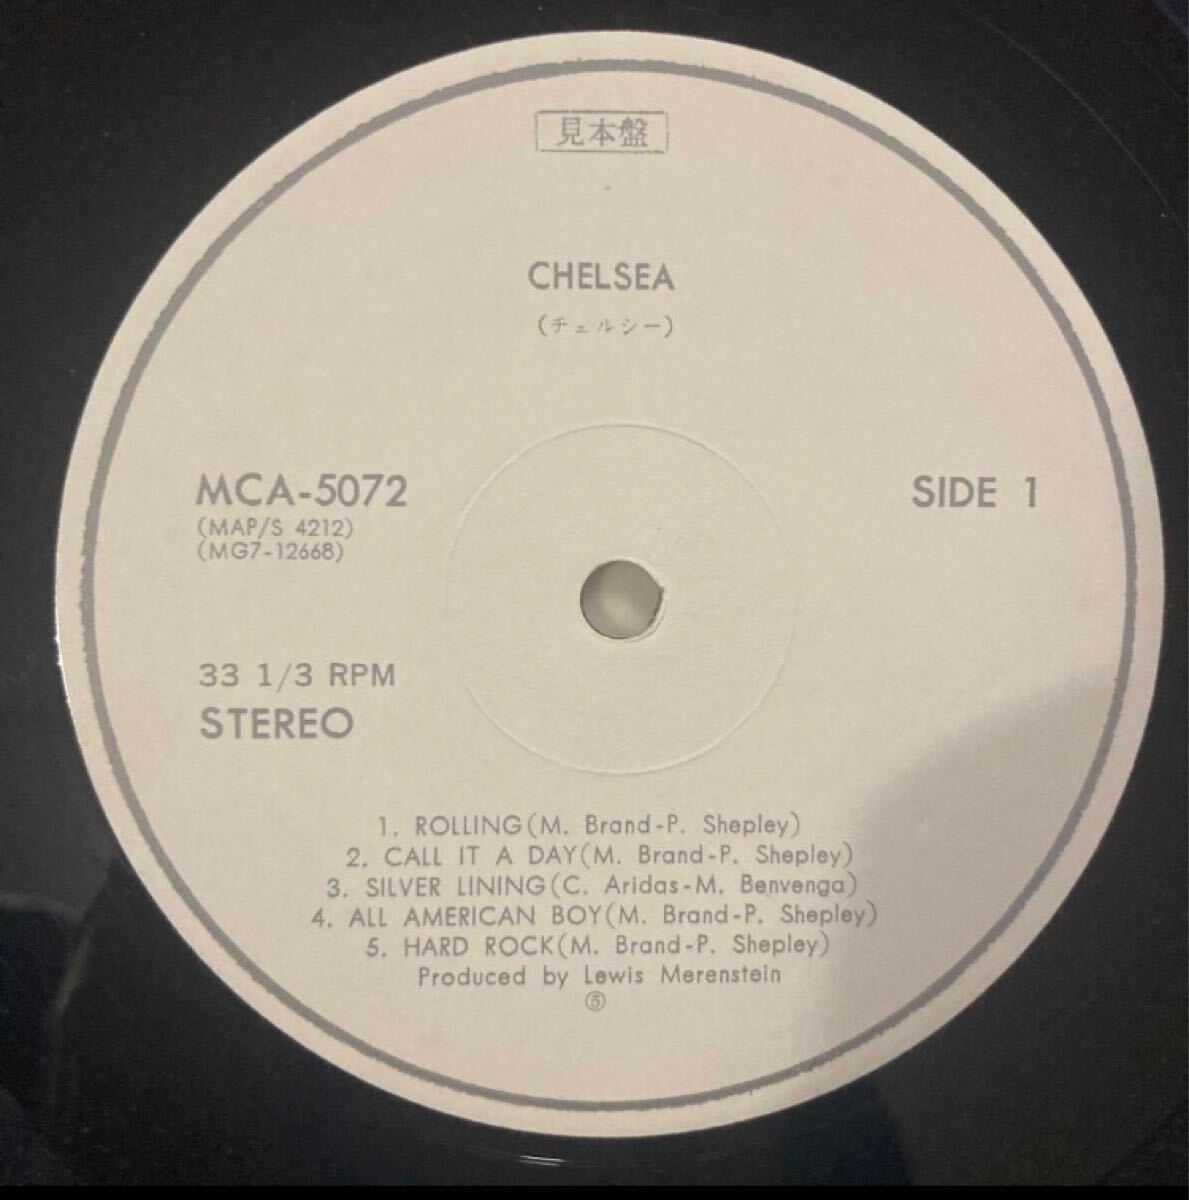 見本盤
CHELSEA
(チェルシー)
MCA-5072
(MAP/S 4212)
(MG7-12668)
SIDE 1
33 1/3 RPM
STEREO
1. ROLLING(M. Brand-P. Shepley)
2. CALL IT A DAY(M. Brand-P. Shepley)
3. SILVER LINING(C. Aridas-M. Benvenga)
4. ALL AMERICAN BOY(M. Brand-P. Shepley)
5. HARD ROCK(M. Brand-P. Shepley)
Produced by Lewis Merenstein
⑤